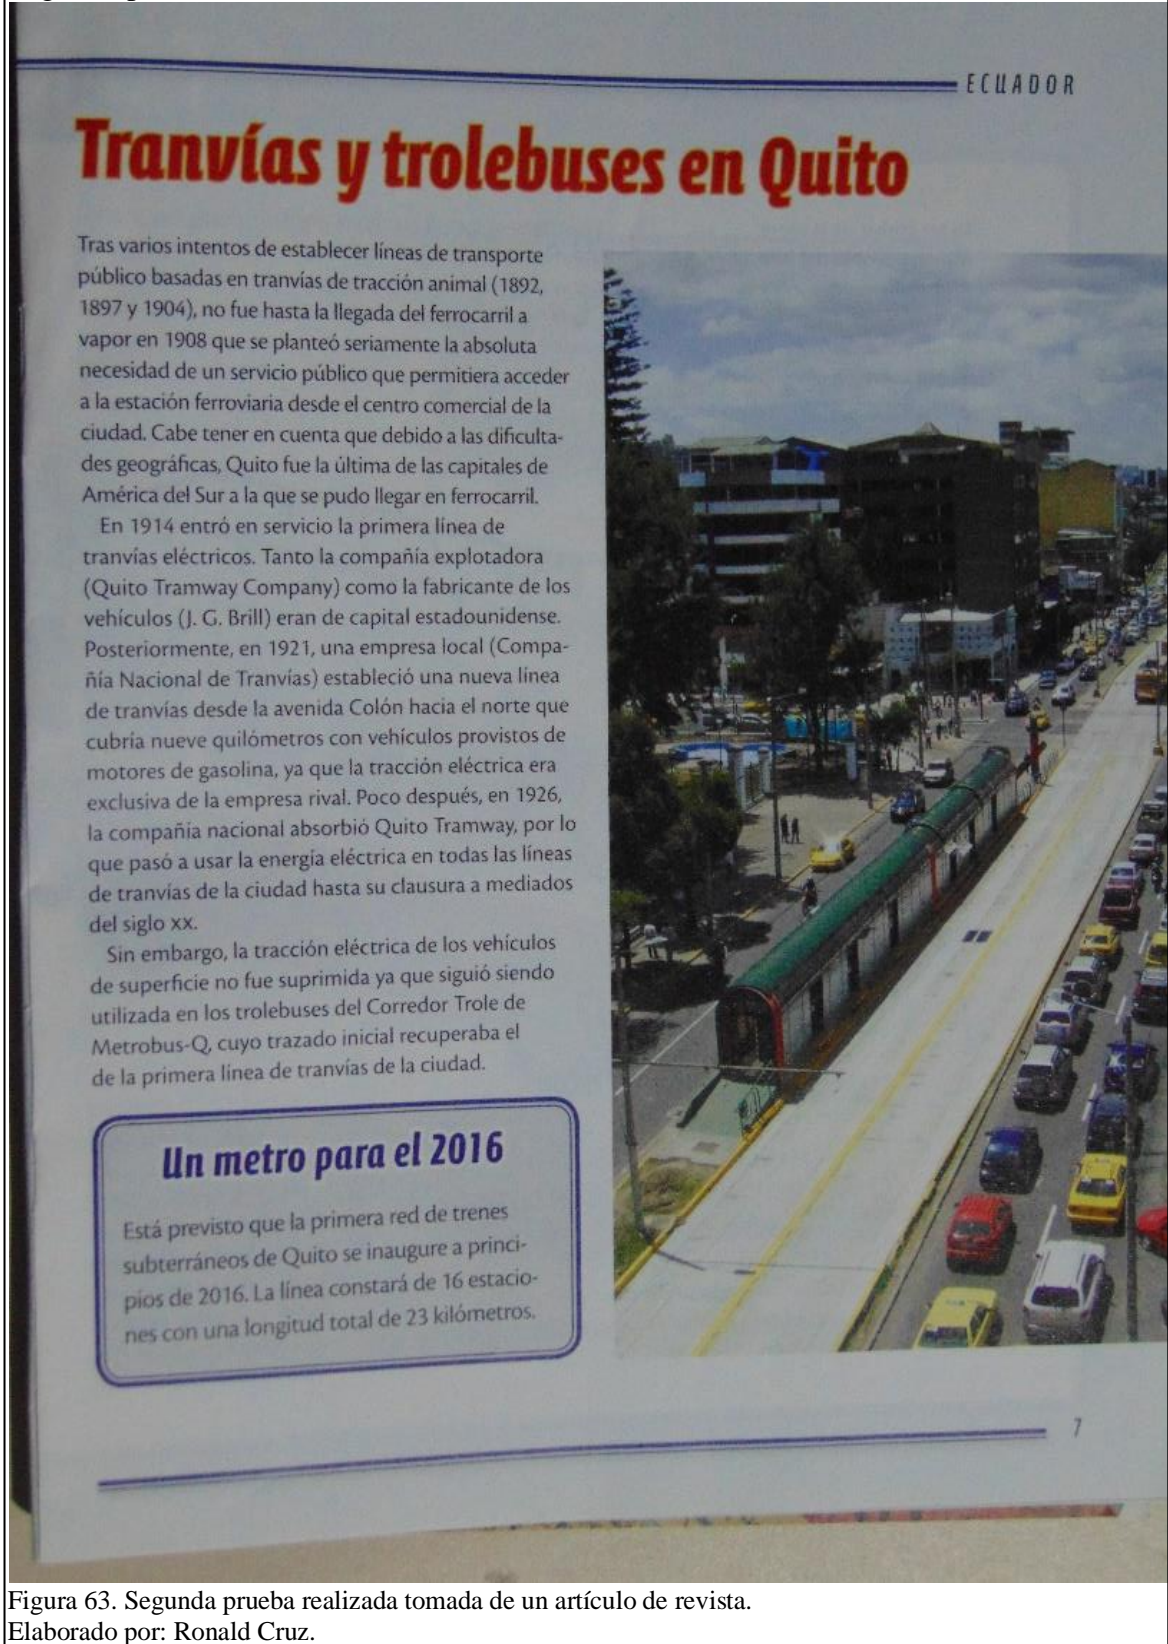 ECUADOR
Tranvías y trolebuses en Quito
Tras varios intentos de establecer líneas de transporte
público basadas en tranvías de tracción animal (1892,
1897 y 1904), no fue hasta la llegada del ferrocarril a
vapor en 1908 que se planteó seriamente la absoluta
necesidad de un servicio público que permitiera acceder
a la estación ferroviaria desde el centro comercial de la
ciudad. Cabe tener en cuenta que debido a las dificulta-
des geográficas, Quito fue la última de las capitales de
América del Sur a la que se pudo llegar en ferrocarril.
En 1914 entró en servicio la primera línea de
tranvías eléctricos. Tanto la compañía explotadora
(Quito Tramway Company) como la fabricante de los
vehículos (J. G. Brill) eran de capital estadounidense.
Posteriormente, en 1921, una empresa local (Compa-
ñía Nacional de Tranvías) estableció una nueva línea
de tranvías desde la avenida Colón hacia el norte que
cubría nueve quilómetros con vehículos provistos de
motores de gasolina, ya que la tracción eléctrica era
exclusiva de la empresa rival. Poco después, en 1926,
la compañía nacional absorbió Quito Tramway, por lo
que pasó a usar la energía eléctrica en todas las líneas
de tranvías de la ciudad hasta su clausura a mediados
del siglo xx.
Sin embargo, la tracción eléctrica de los vehículos
de superficie no fue suprimida ya que siguió siendo
utilizada en los trolebuses del Corredor Trole de
Metrobus-Q, cuyo trazado inicial recuperaba el
de la primera línea de tranvías de la ciudad.
Un metro para el 2016
Está previsto que la primera red de trenes
subterráneos de Quito se inaugure a princi-
pios de 2016. La línea constará de 16 estacio-
nes con una longitud total de 23 kilómetros.
7
Figura 63. Segunda prueba realizada tomada de un artículo de revista.
Elaborado por: Ronald Cruz.